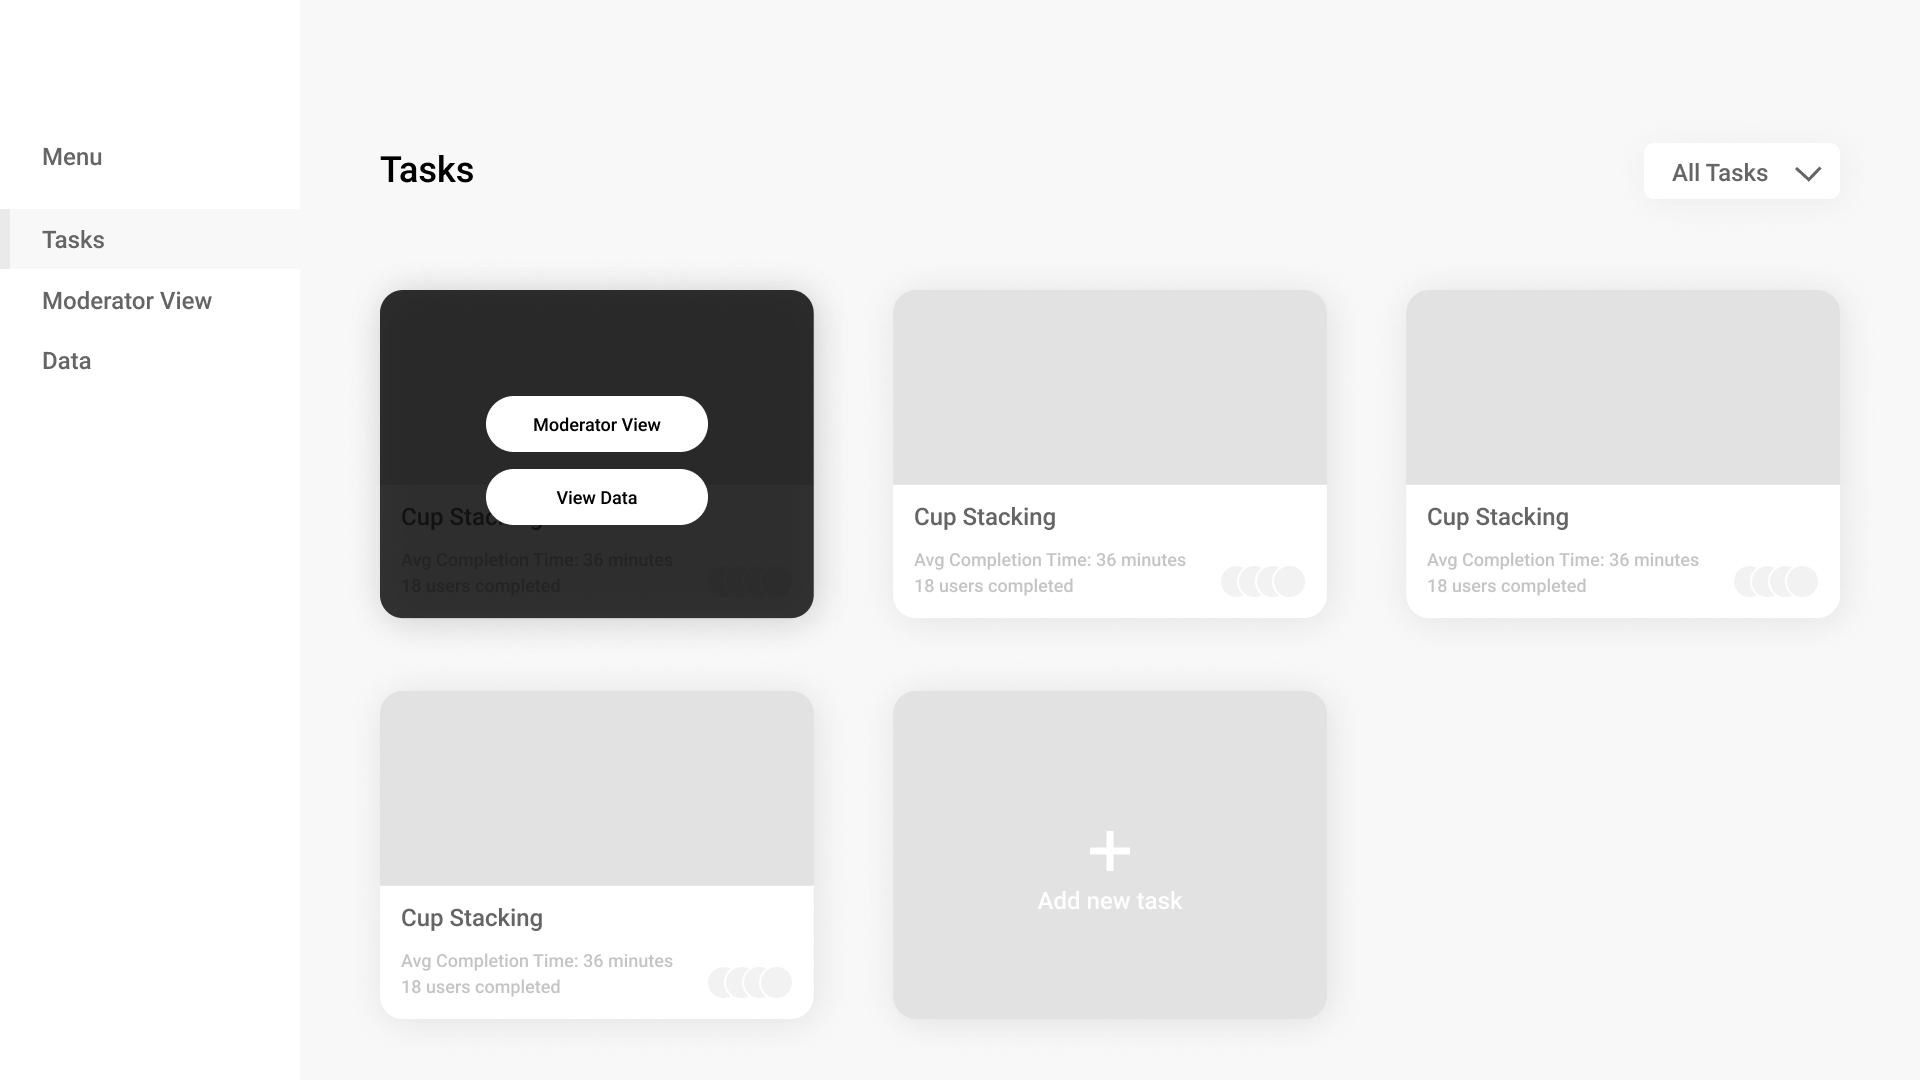 Menu
Tasks
Moderator View
Data
Tasks
All Tasks
Moderator View
View Data
Cup Stacking
Avg Completion Time: 36 minutes
18 users completed
Cup Stacking
Avg Completion Time: 36 minutes
18 users completed
Cup Stacking
Avg Completion Time: 36 minutes
18 users completed
Cup Stacking
Avg Completion Time: 36 minutes
18 users completed
Add new task